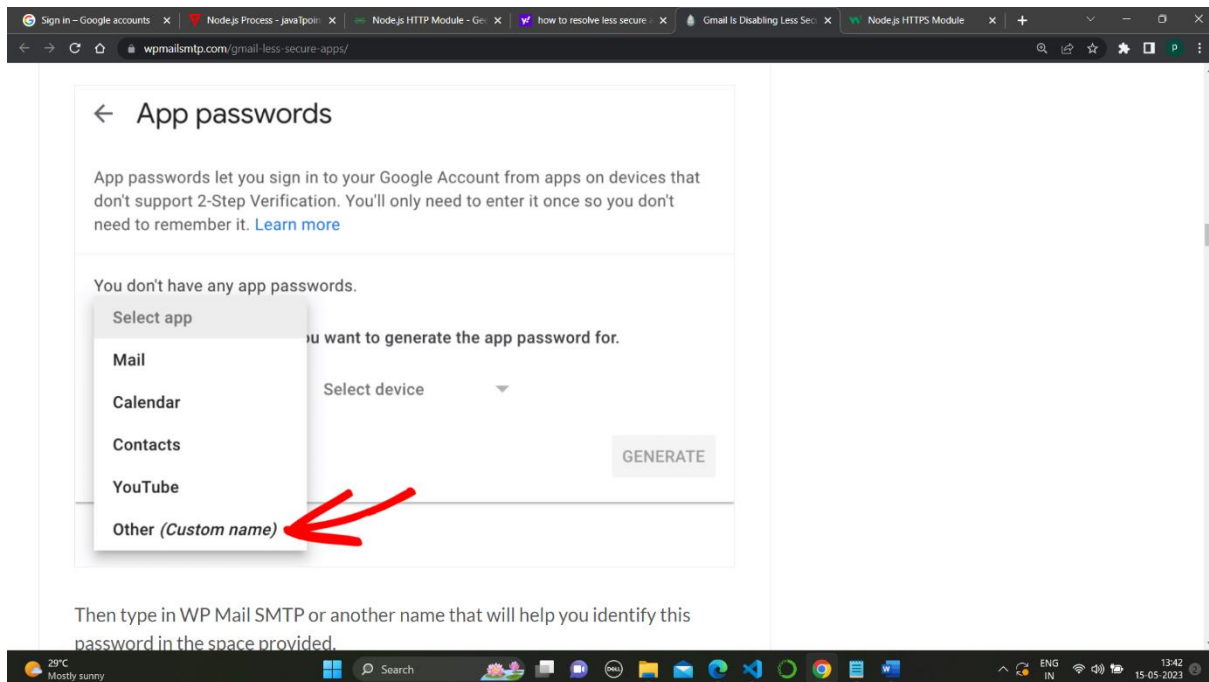 Sign in – Google accounts
Node.js Process - javaTpoin
Node.js HTTP Module - Gee
how to resolve less secure a
Gmail Is Disabling Less Secu
Node.js HTTPS Module
wpmailsmtp.com/gmail-less-secure-apps/
P
App passwords
App passwords let you sign in to your Google Account from apps on devices that
don't support 2-Step Verification. You'll only need to enter it once so you don't
need to remember it. Learn more
You don't have any app passwords.
Select app
ou want to generate the app password for.
Mail
Select device
Calendar
Contacts
GENERATE
YouTube
Other (Custom name)
Then type in WP Mail SMTP or another name that will help you identify this
password in the space provided.
29°C
Mostly sunny
Search
DELL
ENG
IN
13:42
15-05-2023